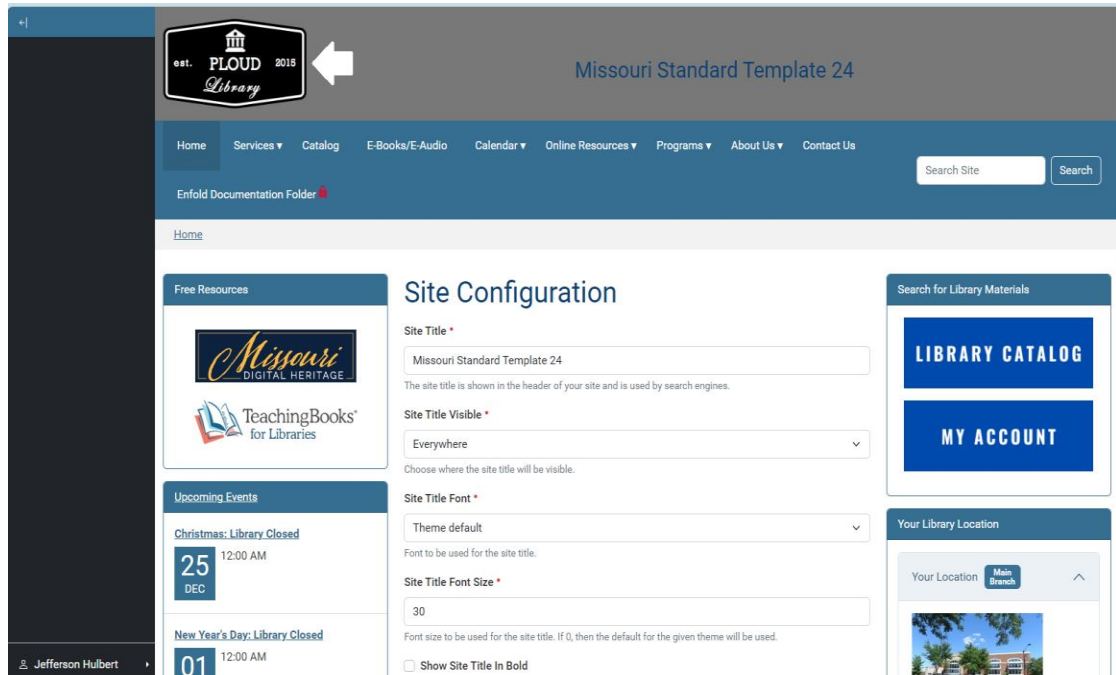 est. PLOUD 2015
Library
Missouri Standard Template 24
Home Services ▾ Catalog E-Books/E-Audio Calendar ▾ Online Resources ▾ Programs ▾ About Us ▾ Contact Us
Search Site Search
Enfold Documentation Folder
Home
Free Resources
Missouri
DIGITAL HERITAGE
TeachingBooks
for Libraries
Upcoming Events
Christmas: Library Closed
25
DEC
12:00 AM
New Year's Day: Library Closed
01
12:00 AM
Site Configuration
Site Title *
Missouri Standard Template 24
The site title is shown in the header of your site and is used by search engines.
Site Title Visible *
Everywhere
Choose where the site title will be visible.
Site Title Font *
Theme default
Font to be used for the site title.
Site Title Font Size *
30
Font size to be used for the site title. If 0, then the default for the given theme will be used.
Show Site Title In Bold
Search for Library Materials
LIBRARY CATALOG
MY ACCOUNT
Your Library Location
Your Location Main
Branch
Jefferson Hulbert